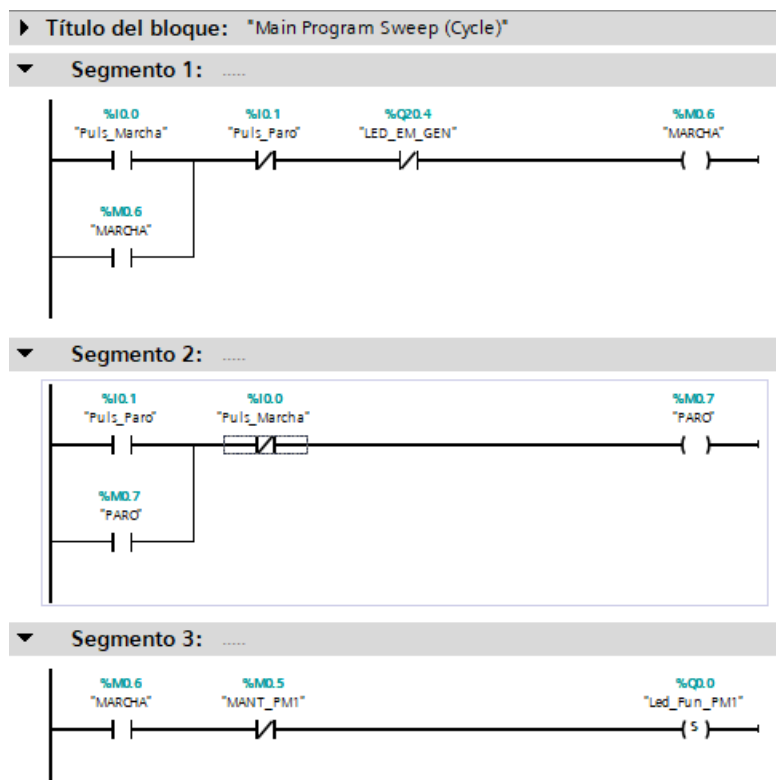 Título del bloque: "Main Program Sweep (Cycle)"
Segmento 1: .....
%I0.0 %I0.1 %Q20.4 %M0.6
"Puls_Marcha" "Puls_Paro" "LED_EM_GEN" "MARCHA"
%M0.6
"MARCHA"
Segmento 2: .....
%I0.1 %I0.0 %M0.7
"Puls_Paro" "Puls_Marcha" "PARO"
%M0.7
"PARO"
Segmento 3: .....
%M0.6 %M0.5 %Q0.0
"MARCHA" "MANT_PM1" "Led_Fun_PM1"
S